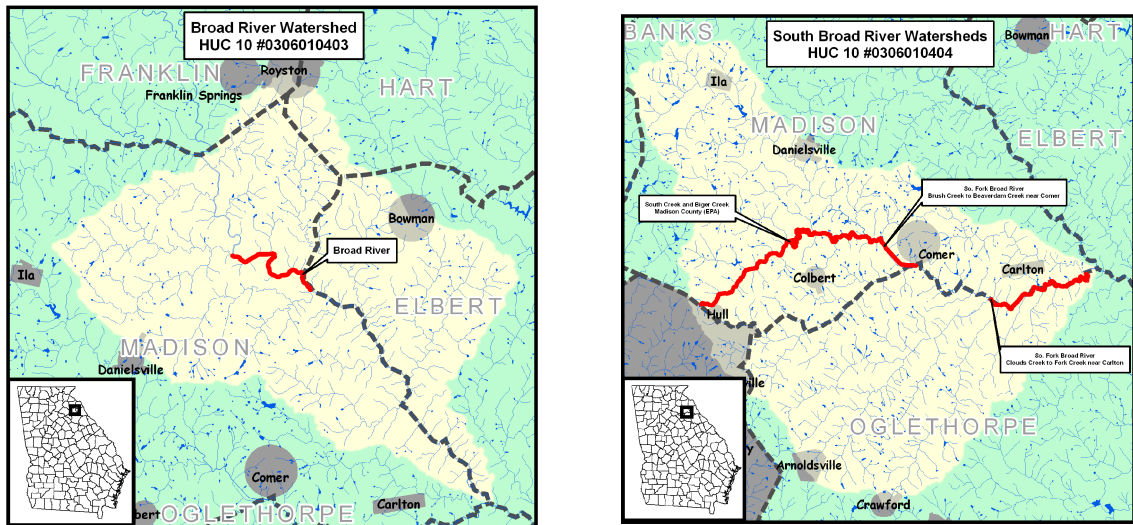 Broad River Watershed
HUC 10 #0306010403
FRANKLIN
Royston
Franklin Springs
HART
Bowman
Broad River
Ila
ELBERT
MADISON
Danielsville
Comer
Carlton
bert
OGLETHORPE
South Broad River Watersheds
HUC 10 #0306010404
BANKS
Bowman
HART
Ila
MADISON
ELBERT
Danielsville
So. Fork Broad River
Brush Creek to Beaverdam Creek near Comer
South Creek and Biger Creek
Madison County (EPA)
Comer
Colbert
Carlton
Hull
So. Fork Broad River
Clouds Creek to Fork Creek near Carlton
ville
OGLETHORPE
y
Arnoldsville
Crawford